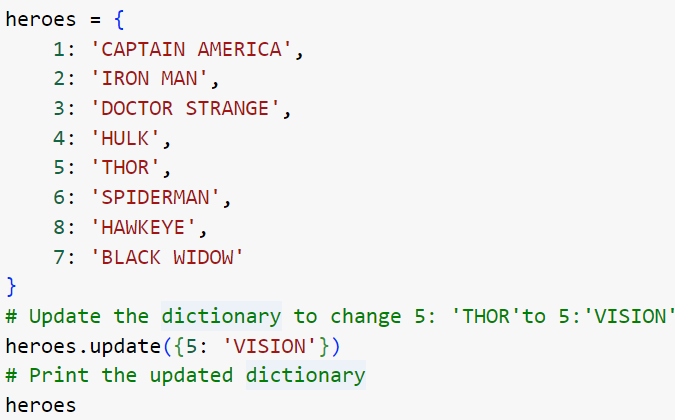 heroes = {
    1: 'CAPTAIN AMERICA',
    2: 'IRON MAN',
    3: 'DOCTOR STRANGE',
    4: 'HULK',
    5: 'THOR',
    6: 'SPIDERMAN',
    8: 'HAWKEYE',
    7: 'BLACK WIDOW'
}
# Update the dictionary to change 5: 'THOR'to 5:'VISION'
heroes.update({5: 'VISION'})
# Print the updated dictionary
heroes